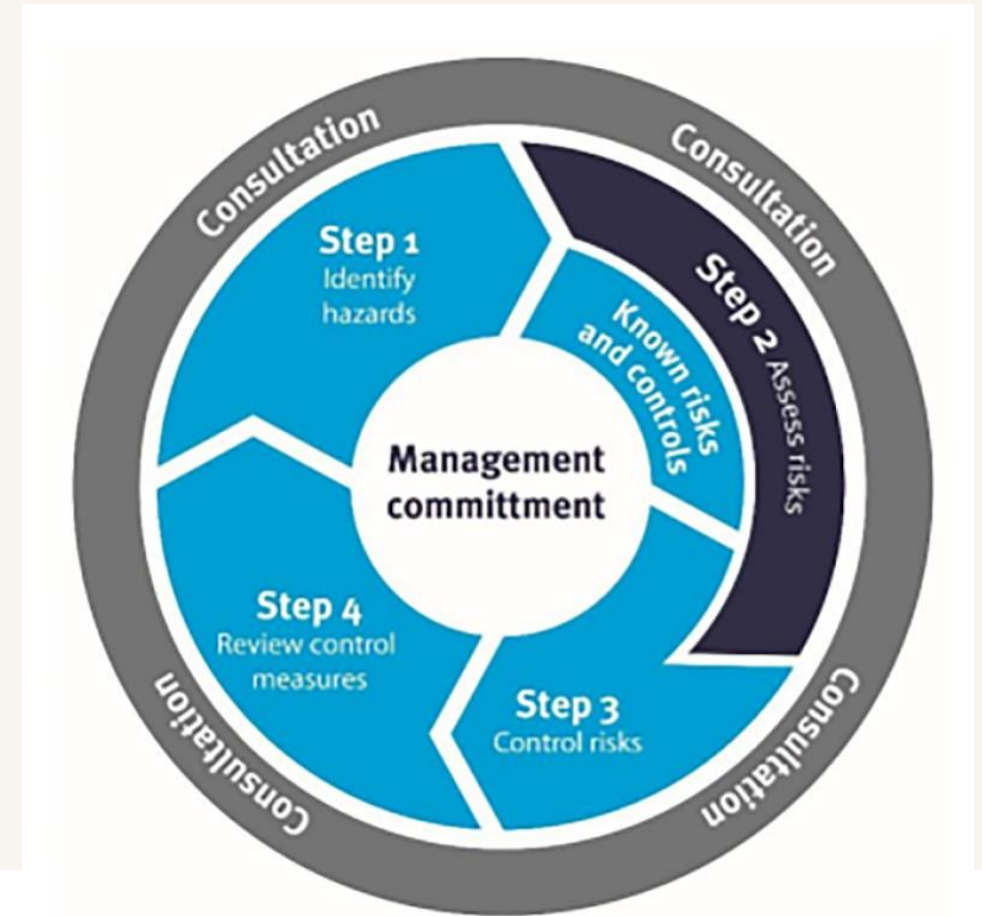 Consultation
Consultation
Step 1
Identify
hazards
Step 2 Assess risks
Known risks
and controls
Management
committment
Step 4
Review control
measures
Step 3
Control risks
Consultation
Consultation